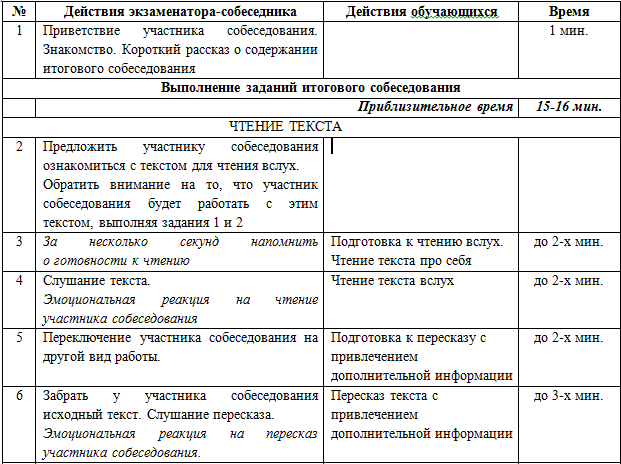 № Действия экзаменатора-собеседника Действия обучающихся Время
1 Приветствие участника собеседования. 1 мин.
Знакомство. Короткий рассказ о содержании
итогового собеседования
Выполнение заданий итогового собеседования
Приблизительное время 15-16 мин.
ЧТЕНИЕ ТЕКСТА
2 Предложить участнику собеседования
ознакомиться с текстом для чтения вслух.
Обратить внимание на то, что участник
собеседования будет работать с этим
текстом, выполняя задания 1 и 2
3 За несколько секунд напомнить Подготовка к чтению вслух. до 2-х мин.
о готовности к чтению Чтение текста про себя
4 Слушание текста. Чтение текста вслух до 2-х мин.
Эмоциональная реакция на чтение
участника собеседования
5 Переключение участника собеседования на Подготовка к пересказу с до 2-х мин.
другой вид работы. привлечением
дополнительной информации
6 Забрать у участника собеседования Пересказ текста с до 3-х мин.
исходный текст. Слушание пересказа. привлечением
Эмоциональная реакция на пересказ дополнительной информации
участника собеседования.